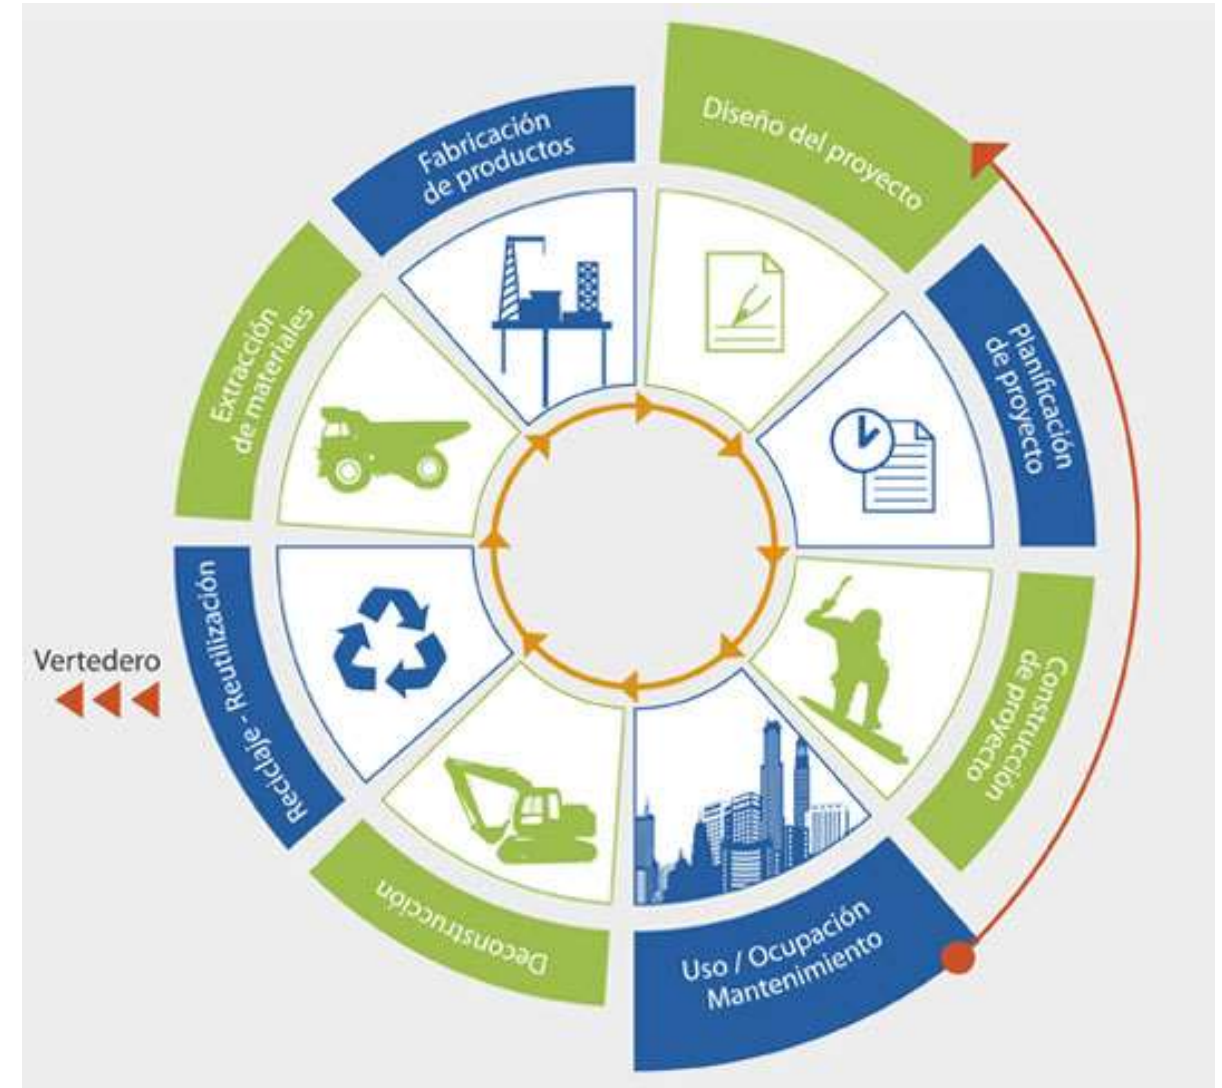 Diseño del proyecto
Planificación
de proyecto
Construcción
de proyecto
Uso / Ocupación
Mantenimiento
Deconstrucción
Reciclaje - Reutilización
Vertedero
Extracción
de materiales
Fabricación
de productos